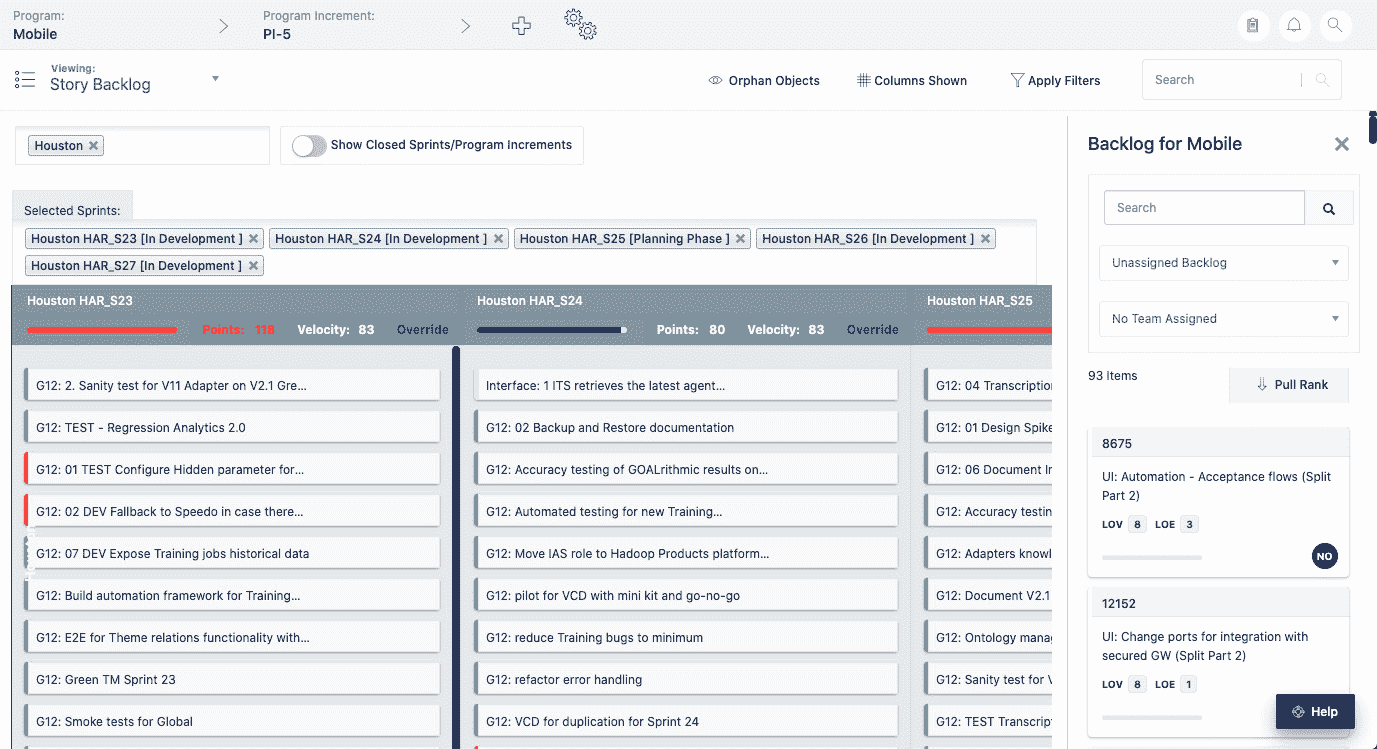 Program:
Mobile
Program Increment:
PI-5
Viewing:
Story Backlog
Orphan Objects
Columns Shown
Apply Filters
Search
Houston
Show Closed Sprints/Program Increments
Selected Sprints:
Houston HAR_S23 [In Development ]
Houston HAR_S24 [In Development ]
Houston HAR_S25 [Planning Phase ]
Houston HAR_S26 [In Development ]
Houston HAR_S27 [In Development ]
Houston HAR_S23
Points: 118 Velocity: 83 Override
G12: 2. Sanity test for V11 Adapter on V2.1 Gre...
G12: TEST - Regression Analytics 2.0
G12: 01 TEST Configure Hidden parameter for...
G12: 02 DEV Fallback to Speedo in case there...
G12: 07 DEV Expose Training jobs historical data
G12: Build automation framework for Training...
G12: E2E for Theme relations functionality with...
G12: Green TM Sprint 23
G12: Smoke tests for Global
Houston HAR_S24
Points: 80 Velocity: 83 Override
Interface: 1 ITS retrieves the latest agent...
G12: 02 Backup and Restore documentation
G12: Accuracy testing of GOALrithmic results on...
G12: Automated testing for new Training...
G12: Move IAS role to Hadoop Products platform...
G12: pilot for VCD with mini kit and go-no-go
G12: reduce Training bugs to minimum
G12: refactor error handling
G12: VCD for duplication for Sprint 24
Houston HAR_S25
G12: 04 Transcription
G12: 01 Design Spike
G12: 06 Document
G12: Accuracy testin
G12: Adapters knowl
G12: Document V2.1
G12: Ontology mana
G12: Sanity test for
G12: TEST Transcript
Backlog for Mobile
Search
Unassigned Backlog
No Team Assigned
93 Items
Pull Rank
8675
UI: Automation - Acceptance flows (Split
Part 2)
LOV 8 LOE 3
NO
12152
UI: Change ports for integration with
secured GW (Split Part 2)
LOV 8 LOE 1
Help